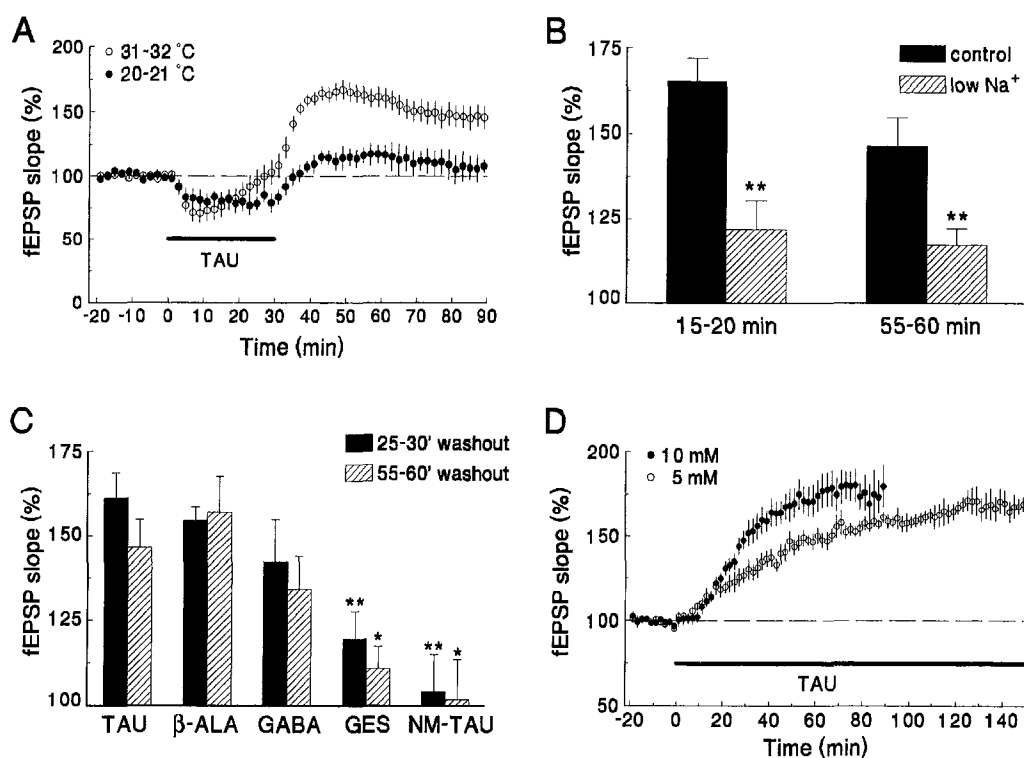 A
200
150
100
50
0
fEPSP slope (%)
31-32 °C
20-21 °C
TAU
-20 -10 0 10 20 30 40 50 60 70 80 90
Time (min)
B
175
150
125
100
fEPSP slope (%)
control
low Na⁺
**
**
15-20 min 55-60 min
C
175
150
125
100
fEPSP slope (%)
25-30' washout
55-60' washout
** * ** *
TAU β-ALA GABA GES NM-TAU
D
200
150
100
50
fEPSP slope (%)
10 mM
5 mM
TAU
-20 0 20 40 60 80 100 120 140
Time (min)